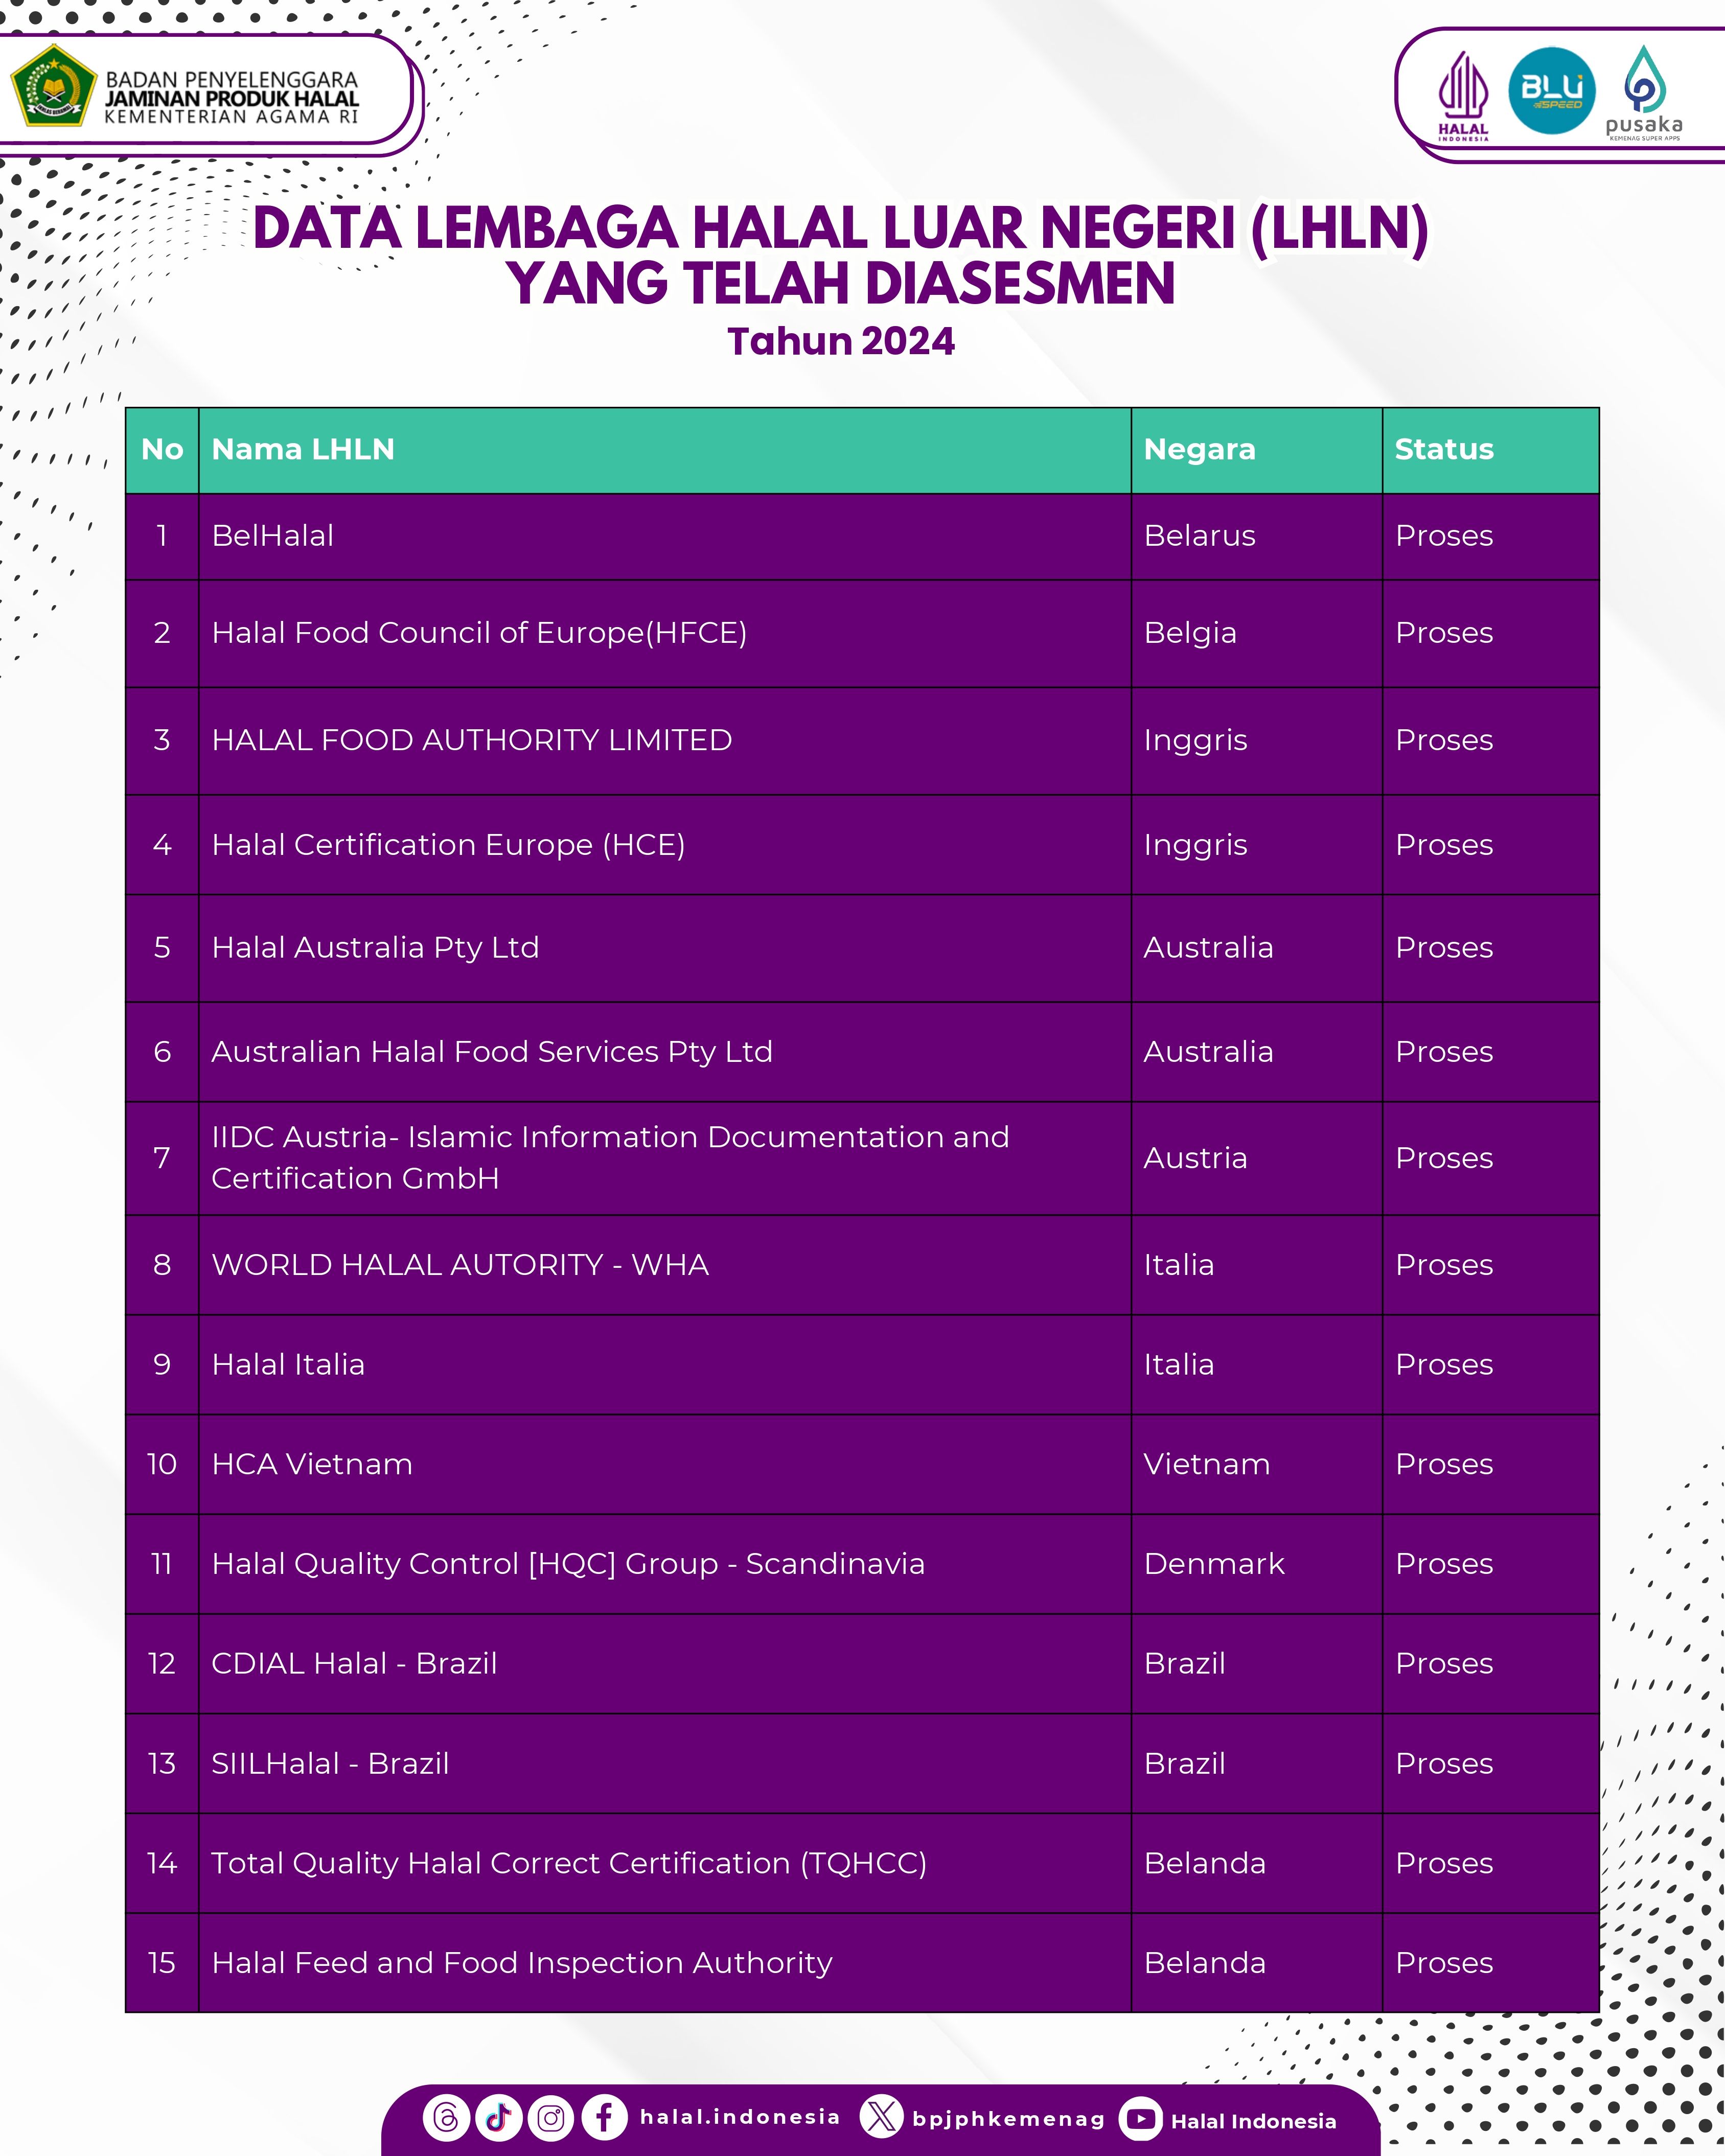 BADAN PENYELENGGARA
JAMINAN PRODUK HALAL
KEMENTERIAN AGAMA RI
HALAL
INDONESIA
BLU
SPEED
pusaka
KEMENAG SUPER APPS
DATA LEMBAGA HALAL LUAR NEGERI (LHLN)
YANG TELAH DIASESMEN
Tahun 2024
No Nama LHLN Negara Status
1 BelHalal Belarus Proses
2 Halal Food Council of Europe(HFCE) Belgia Proses
3 HALAL FOOD AUTHORITY LIMITED Inggris Proses
4 Halal Certification Europe (HCE) Inggris Proses
5 Halal Australia Pty Ltd Australia Proses
6 Australian Halal Food Services Pty Ltd Australia Proses
7 IIDC Austria- Islamic Information Documentation and
Certification GmbH Austria Proses
8 WORLD HALAL AUTORITY - WHA Italia Proses
9 Halal Italia Italia Proses
10 HCA Vietnam Vietnam Proses
11 Halal Quality Control [HQC] Group - Scandinavia Denmark Proses
12 CDIAL Halal - Brazil Brazil Proses
13 SIILHalal - Brazil Brazil Proses
14 Total Quality Halal Correct Certification (TQHCC) Belanda Proses
15 Halal Feed and Food Inspection Authority Belanda Proses
halal.indonesia bpjphkemenag Halal Indonesia